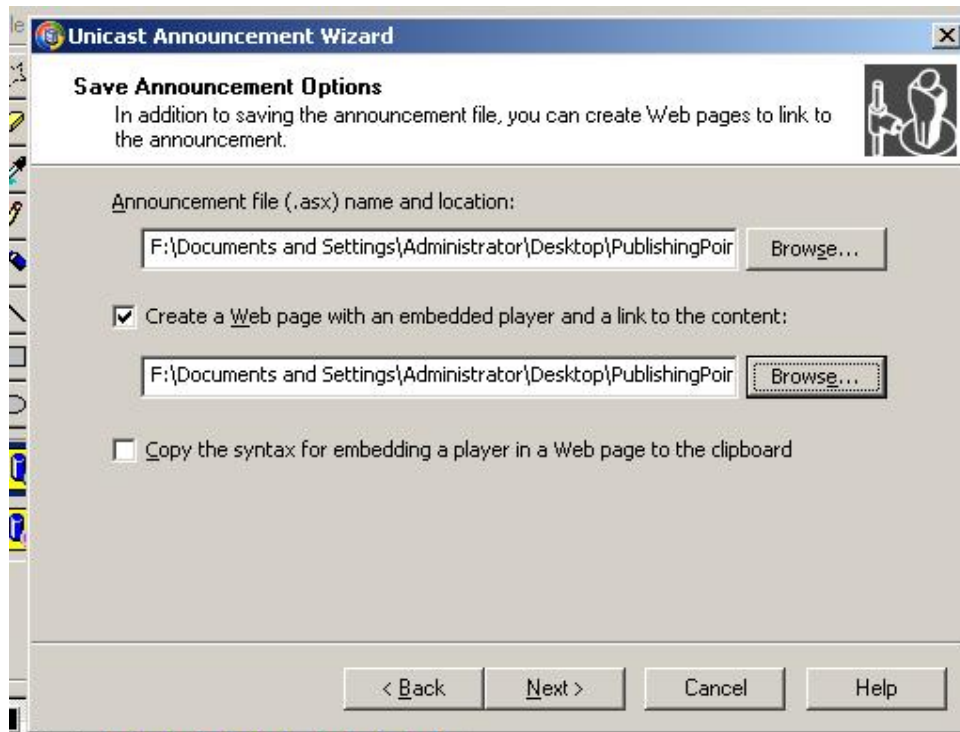 le
Unicast Announcement Wizard
Save Announcement Options
In addition to saving the announcement file, you can create Web pages to link to
the announcement.
Announcement file (.asx) name and location:
F:\Documents and Settings\Administrator\Desktop\PublishingPoir
Browse...
Create a Web page with an embedded player and a link to the content:
F:\Documents and Settings\Administrator\Desktop\PublishingPoir
Browse...
Copy the syntax for embedding a player in a Web page to the clipboard
< Back
Next >
Cancel
Help